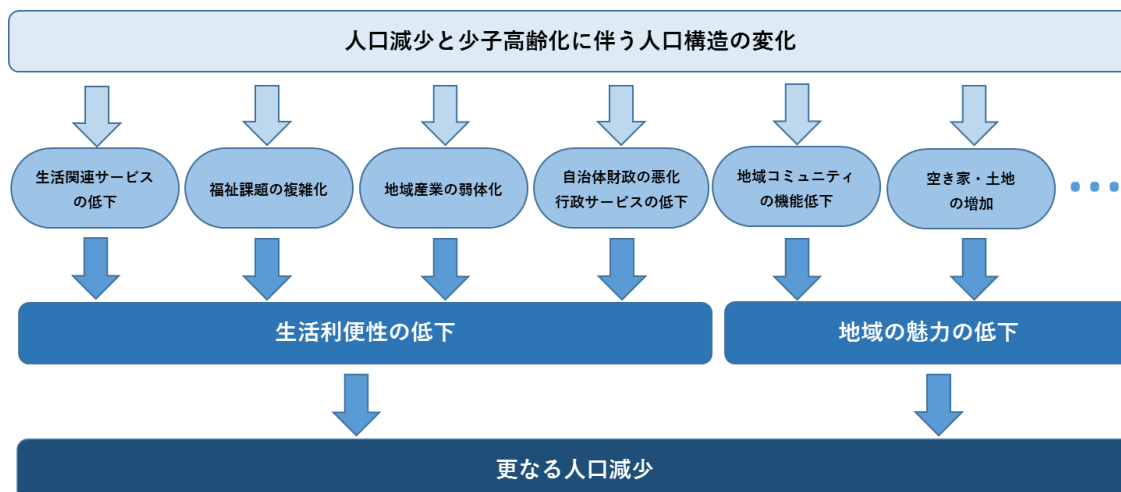 人口減少と少子高齢化に伴う人口構造の変化
生活関連サービス
の低下
福祉課題の複雑化
地域産業の弱体化
自治体財政の悪化
行政サービスの低下
地域コミュニティ
の機能低下
空き家・土地
の増加
生活利便性の低下
地域の魅力の低下
更なる人口減少